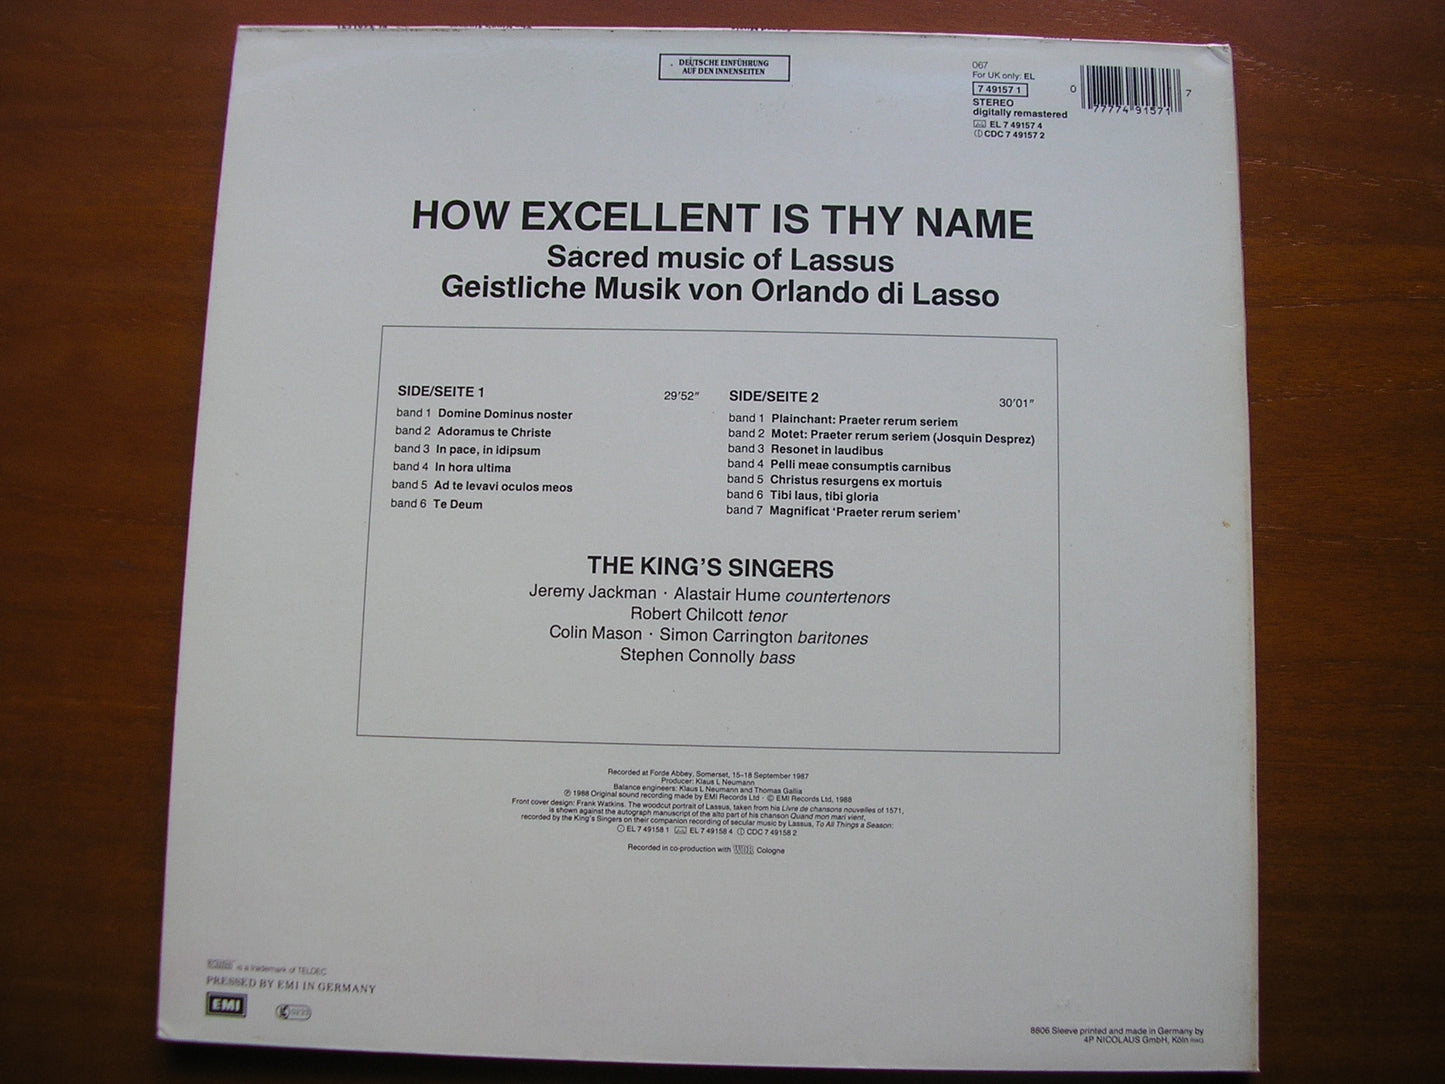 DEUTSCHE EINFÜHRUNG
AUF DEN INNENSEITEN
067
For UK only: EL
7 49157 1
STEREO
digitally remastered
EL 7 49157 4
CDC 7 49157 2
0 77774 91571 7
HOW EXCELLENT IS THY NAME
Sacred music of Lassus
Geistliche Musik von Orlando di Lasso
SIDE/SEITE 1 29'52"
band 1 Domine Dominus noster
band 2 Adoramus te Christe
band 3 In pace, in idipsum
band 4 In hora ultima
band 5 Ad te levavi oculos meos
band 6 Te Deum
SIDE/SEITE 2 30'01"
band 1 Plainchant: Praeter rerum seriem
band 2 Motet: Praeter rerum seriem (Josquin Desprez)
band 3 Resonet in laudibus
band 4 Pelli meae consumptis carnibus
band 5 Christus resurgens ex mortuis
band 6 Tibi laus, tibi gloria
band 7 Magnificat 'Praeter rerum seriem'
THE KING'S SINGERS
Jeremy Jackman · Alastair Hume countertenors
Robert Chilcott tenor
Colin Mason · Simon Carrington baritones
Stephen Connolly bass
Recorded at Forde Abbey, Somerset, 15–18 September 1987
Producer: Klaus L Neumann
Balance engineers: Klaus L Neumann and Thomas Gallia
℗ 1988 Original sound recording made by EMI Records Ltd · © EMI Records Ltd, 1988
Front cover design: Frank Watkins. The woodcut portrait of Lassus, taken from his Livre de chansons nouvelles of 1571,
is shown against the autograph manuscript of the alto part of his chanson Quand mon mari vient,
recorded by the King's Singers on their companion recording of secular music by Lassus, To All Things a Season:
EL 7 49158 1 EL 7 49158 4 CDC 7 49158 2
Recorded in co-production with WDR Cologne
is a trademark of TELDEC
PRESSED BY EMI IN GERMANY
EMI
8806 Sleeve printed and made in Germany by
4P NICOLAUS GmbH, Köln